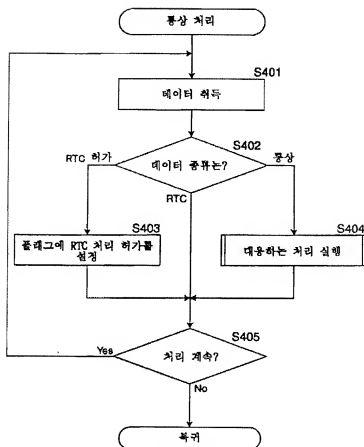 통상 처리
S401
데이터 취득
S402
데이터 종류는?
RTC 허가
통상
RTC
S403
플래그에 RTC 처리 허가를
설정
S404
대응하는 처리 실행
S405
처리 계속?
Yes
No
복귀